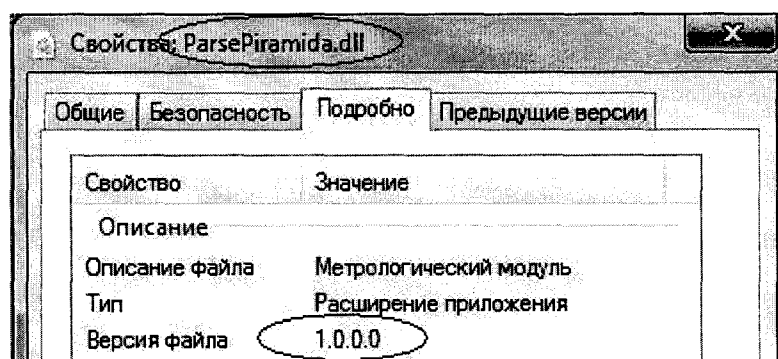 Свойства: ParsePiramida.dll
Общие Безопасность Подробно Предыдущие версии
Свойство Значение
Описание
Описание файла Метрологический модуль
Тип Расширение приложения
Версия файла 1.0.0.0